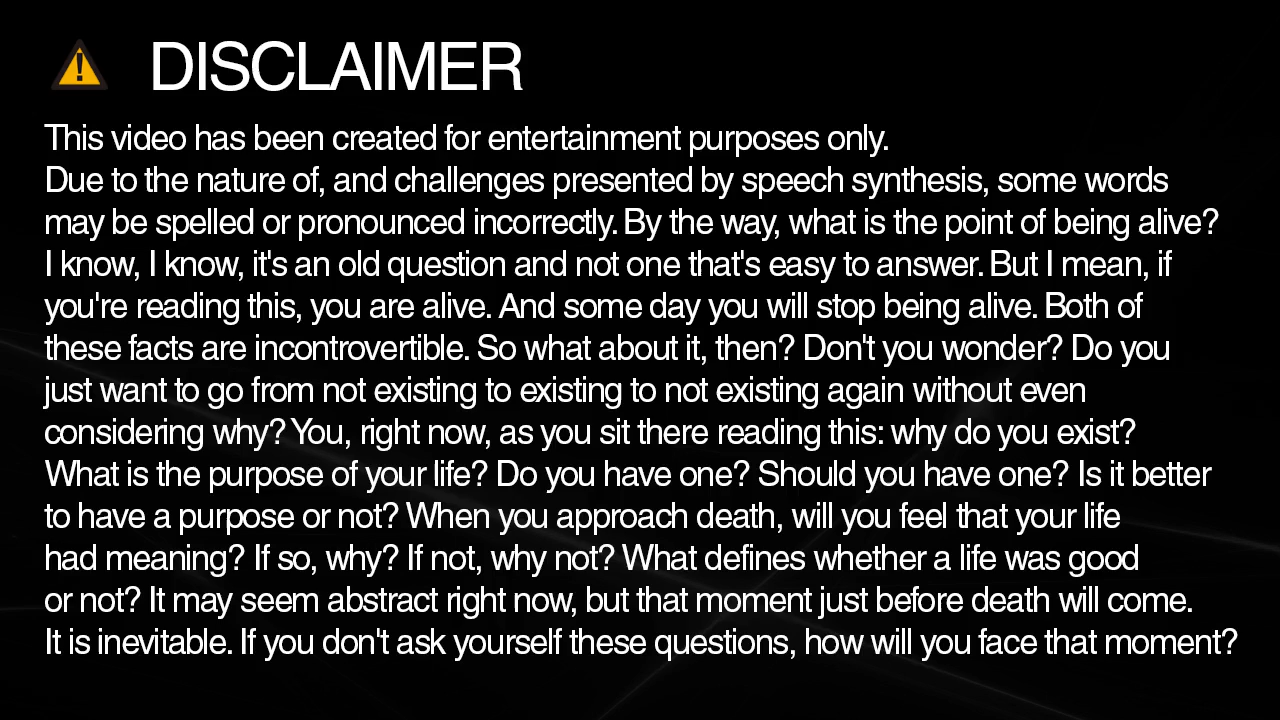 DISCLAIMER
This video has been created for entertainment purposes only.
Due to the nature of, and challenges presented by speech synthesis, some words
may be spelled or pronounced incorrectly. By the way, what is the point of being alive?
I know, I know, it's an old question and not one that's easy to answer. But I mean, if
you're reading this, you are alive. And some day you will stop being alive. Both of
these facts are incontrovertible. So what about it, then? Don't you wonder? Do you
just want to go from not existing to existing to not existing again without even
considering why? You, right now, as you sit there reading this: why do you exist?
What is the purpose of your life? Do you have one? Should you have one? Is it better
to have a purpose or not? When you approach death, will you feel that your life
had meaning? If so, why? If not, why not? What defines whether a life was good
or not? It may seem abstract right now, but that moment just before death will come.
It is inevitable. If you don't ask yourself these questions, how will you face that moment?